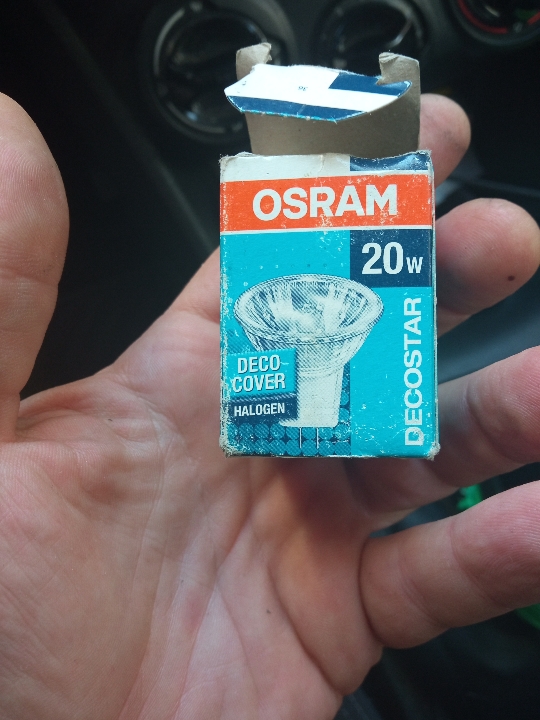 OSRAM
20W
DECO
COVER
HALOGEN
DECOSTAR